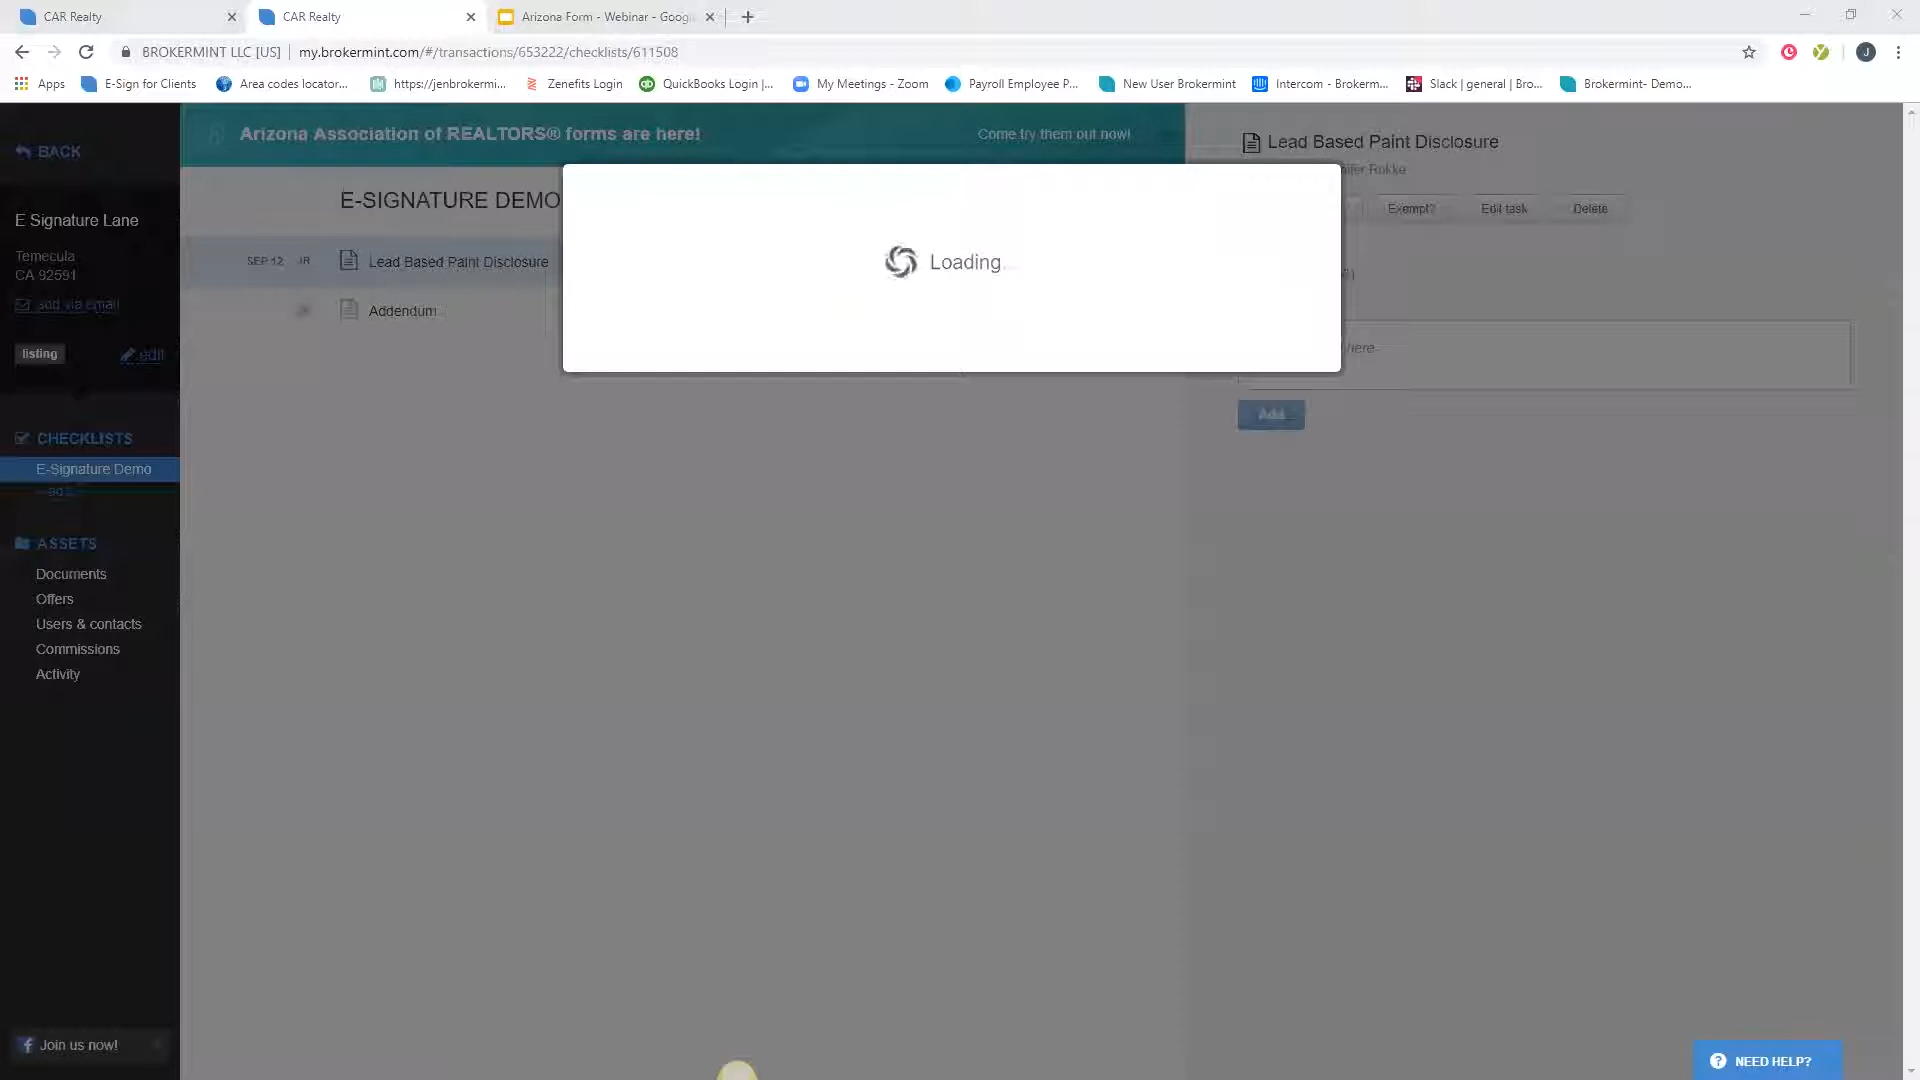 CAR Realty
CAR Realty
Arizona Form - Webinar - Goog
BROKERMINT LLC [US]
my.brokermint.com/#/transactions/653222/checklists/611508
J
Apps
E-Sign for Clients
Area codes locator...
https://jenbrokermi...
Zenefits Login
QuickBooks Login |...
My Meetings - Zoom
Payroll Employee P...
New User Brokermint
Intercom - Brokerm...
Slack | general | Bro...
Brokermint- Demo...
BACK
Arizona Association of REALTORS® forms are here!
Come try them out now!
Lead Based Paint Disclosure
E Signature Lane
Temecula
CA 92591
add via email
listing
edit
E-SIGNATURE DEMO
SEP 12
JR
Lead Based Paint Disclosure
Addendum
Loading...
Exempt?
Edit task
Delete
here
Add
CHECKLISTS
E-Signature Demo
ASSETS
Documents
Offers
Users & contacts
Commissions
Activity
Join us now!
NEED HELP?